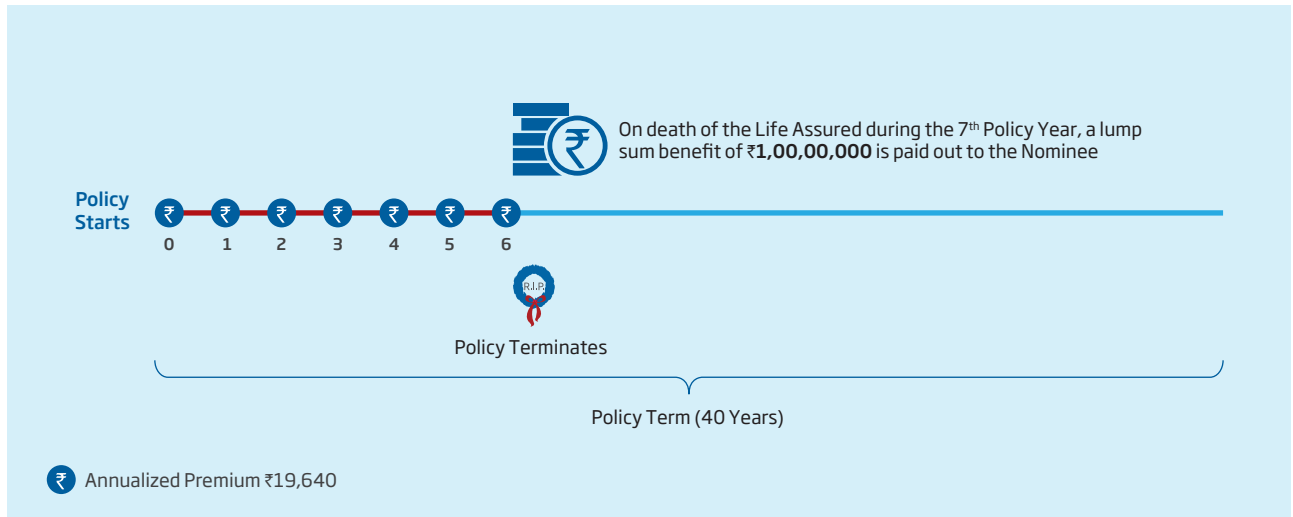 ₹
On death of the Life Assured during the 7th Policy Year, a lump
sum benefit of ₹1,00,00,000 is paid out to the Nominee
Policy
Starts
₹ ₹ ₹ ₹ ₹ ₹ ₹
0 1 2 3 4 5 6
R.I.P.
Policy Terminates
Policy Term (40 Years)
₹ Annualized Premium ₹19,640